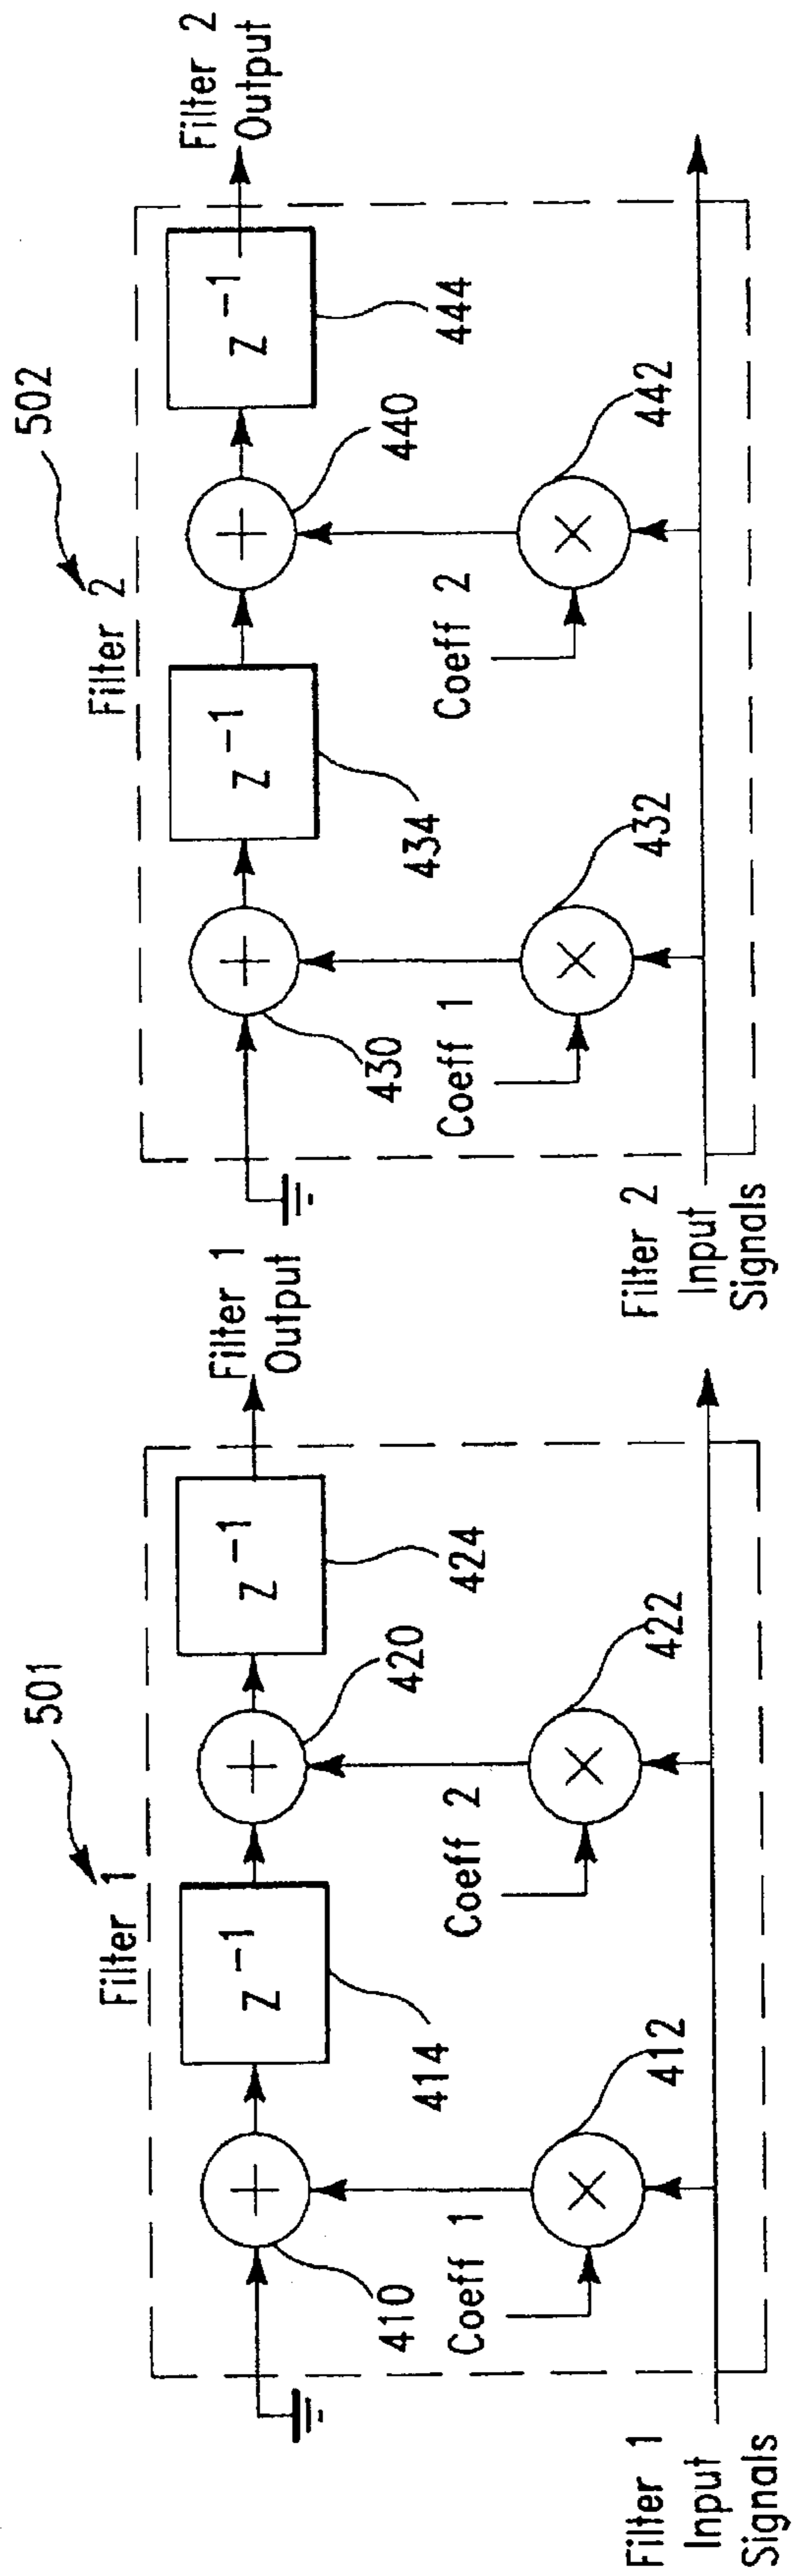 501
Filter 1
z⁻¹
z⁻¹
Filter 1
Output
410
414
420
424
Coeff 1
Coeff 2
412
422
Filter 1
Input
Signals
502
Filter 2
z⁻¹
z⁻¹
Filter 2
Output
430
434
440
444
Coeff 1
Coeff 2
432
442
Filter 2
Input
Signals